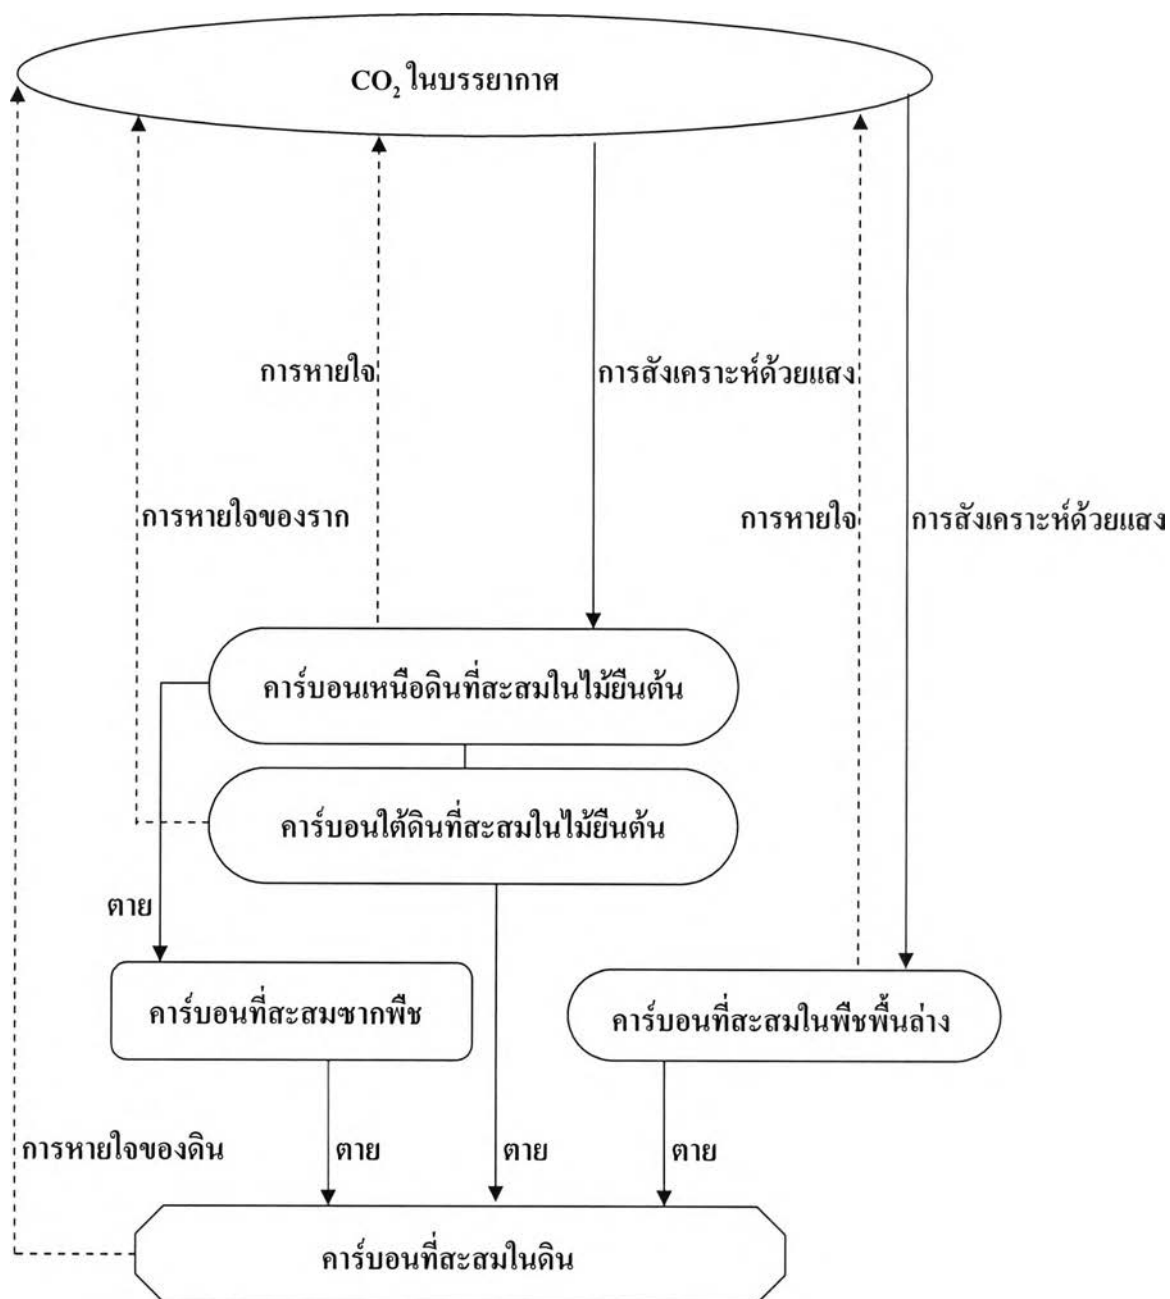 CO₂ ในบรรยากาศ
การหายใจ
การสังเคราะห์ด้วยแสง
การหายใจของราก
การหายใจ
การสังเคราะห์ด้วยแสง
คาร์บอนเหนือดินที่สะสมในไม้ยืนต้น
คาร์บอนใต้ดินที่สะสมในไม้ยืนต้น
ตาย
คาร์บอนที่สะสมซากพืช
คาร์บอนที่สะสมในพืชพื้นล่าง
การหายใจของดิน
ตาย
ตาย
ตาย
คาร์บอนที่สะสมในดิน